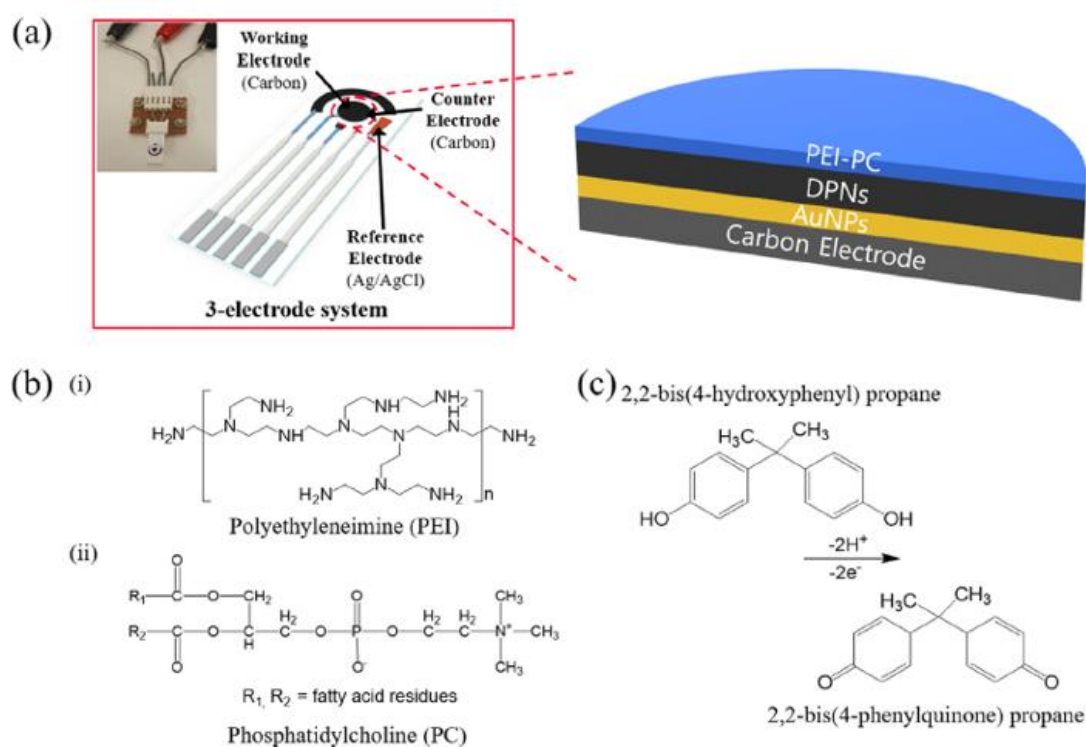 (a)
Working
Electrode
(Carbon)
Counter
Electrode
(Carbon)
Reference
Electrode
(Ag/AgCl)
3-electrode system
PEI-PC
DPNs
AuNPs
Carbon Electrode
(b)
(i)
NH2
NH
NH2
H
H2N
N
NH
N
N
N
NH2
N
H2N
NH2
n
Polyethyleneimine (PEI)
(ii)
O
R1
C
O
CH2
O
CH3
R2
C
O
H2
C
O
P
O
H2
C
H2
C
N+
CH3
O
H
O-
CH3
R1, R2 = fatty acid residues
Phosphatidylcholine (PC)
(c)
2,2-bis(4-hydroxyphenyl) propane
H3C
CH3
HO
OH
-2H+
-2e-
H3C
CH3
O
O
2,2-bis(4-phenylquinone) propane